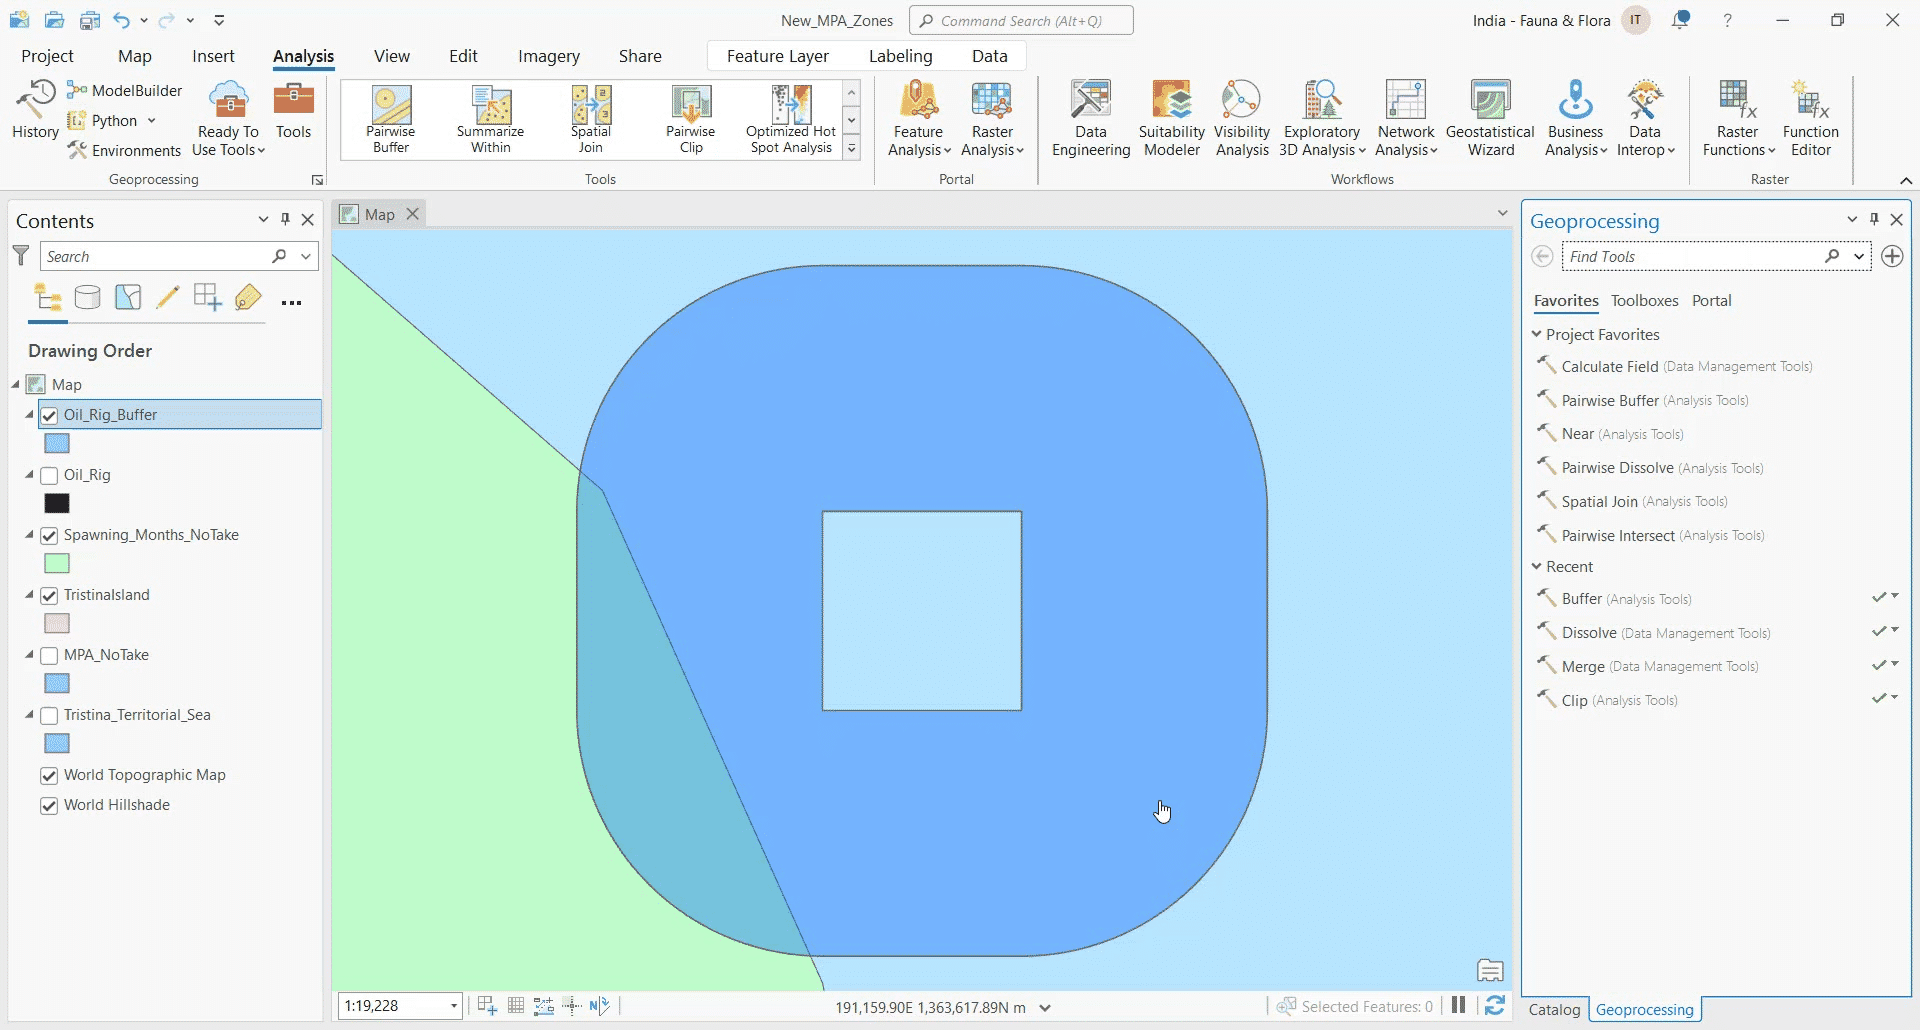 New_MPA_Zones
Command Search (Alt+Q)
India - Fauna & Flora
IT
?
Project
Map
Insert
Analysis
View
Edit
Imagery
Share
Feature Layer
Labeling
Data
History
ModelBuilder
Python
Environments
Ready To
Use Tools
Tools
Geoprocessing
Pairwise
Buffer
Summarize
Within
Spatial
Join
Pairwise
Clip
Optimized Hot
Spot Analysis
Tools
Feature
Analysis
Raster
Analysis
Portal
Data
Engineering
Suitability
Modeler
Visibility
Analysis
Exploratory
3D Analysis
Network
Analysis
Geostatistical
Wizard
Business
Analysis
Data
Interop
Workflows
Raster
Functions
Function
Editor
Raster
Contents
Search
Drawing Order
Map
Oil_Rig_Buffer
Oil_Rig
Spawning_Months_NoTake
TristinaIsland
MPA_NoTake
Tristina_Territorial_Sea
World Topographic Map
World Hillshade
Map
1:19,228
191,159.90E 1,363,617.89N m
Selected Features: 0
Geoprocessing
Find Tools
Favorites
Toolboxes
Portal
Project Favorites
Calculate Field (Data Management Tools)
Pairwise Buffer (Analysis Tools)
Near (Analysis Tools)
Pairwise Dissolve (Analysis Tools)
Spatial Join (Analysis Tools)
Pairwise Intersect (Analysis Tools)
Recent
Buffer (Analysis Tools)
Dissolve (Data Management Tools)
Merge (Data Management Tools)
Clip (Analysis Tools)
Catalog
Geoprocessing